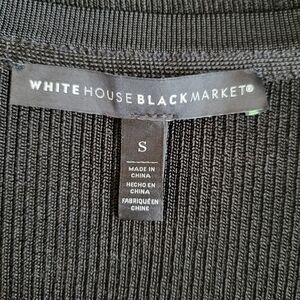 WHITE HOUSE BLACK MARKET®
S
MADE IN
CHINA
HECHO EN
CHINA
FABRIQUÉ EN
CHINE